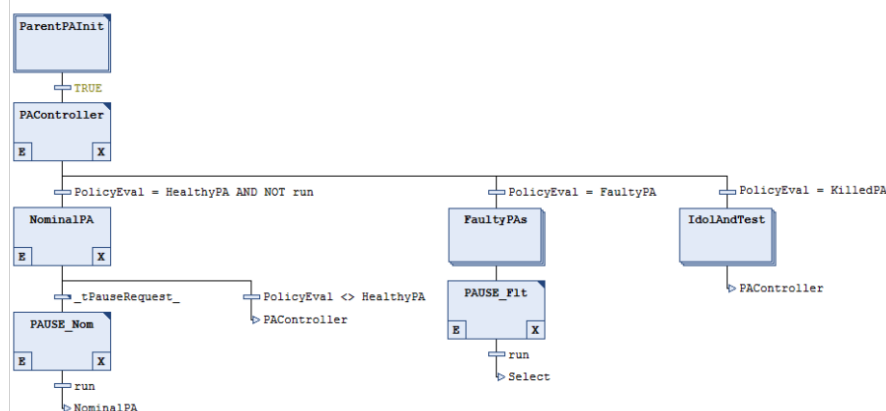 ParentPAInit
TRUE
PAController
E X
PolicyEval = HealthyPA AND NOT run
PolicyEval = FaultyPA
PolicyEval = KilledPA
NominalPA
E X
FaultyPAs
IdolAndTest
_tPauseRequest_
PolicyEval <> HealthyPA
PAController
PAUSE_Flt
E X
PAController
PAUSE_Nom
E X
run
Select
run
NominalPA